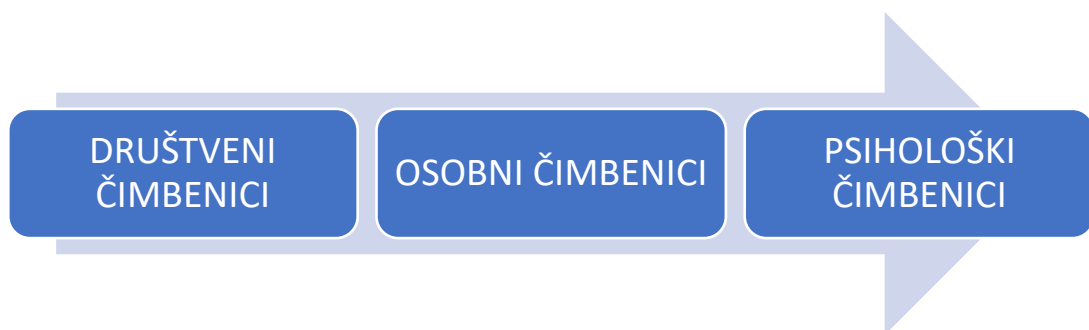 DRUŠTVENI
ČIMBENICI
OSOBNI ČIMBENICI
PSIHOLOŠKI
ČIMBENICI